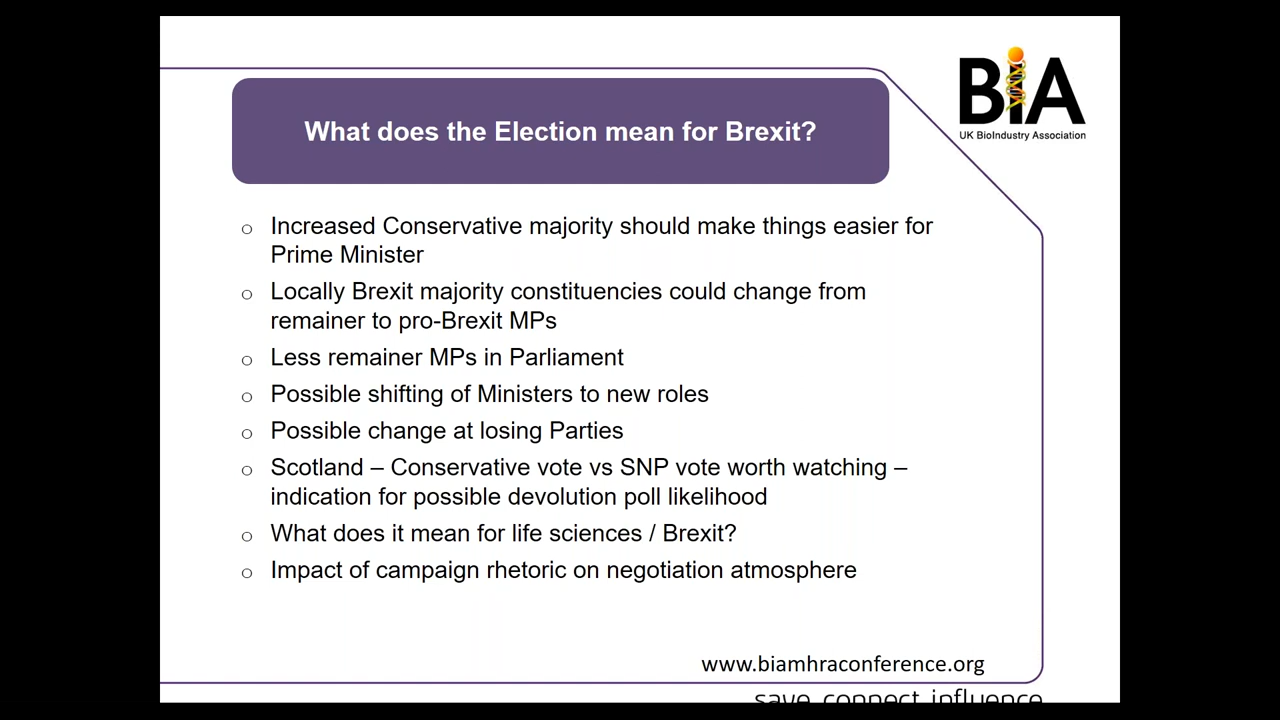 BiA
UK BioIndustry Association
What does the Election mean for Brexit?
o Increased Conservative majority should make things easier for
Prime Minister
o Locally Brexit majority constituencies could change from
remainer to pro-Brexit MPs
o Less remainer MPs in Parliament
o Possible shifting of Ministers to new roles
o Possible change at losing Parties
o Scotland – Conservative vote vs SNP vote worth watching –
indication for possible devolution poll likelihood
o What does it mean for life sciences / Brexit?
o Impact of campaign rhetoric on negotiation atmosphere
www.biamhraconference.org
save connect influence